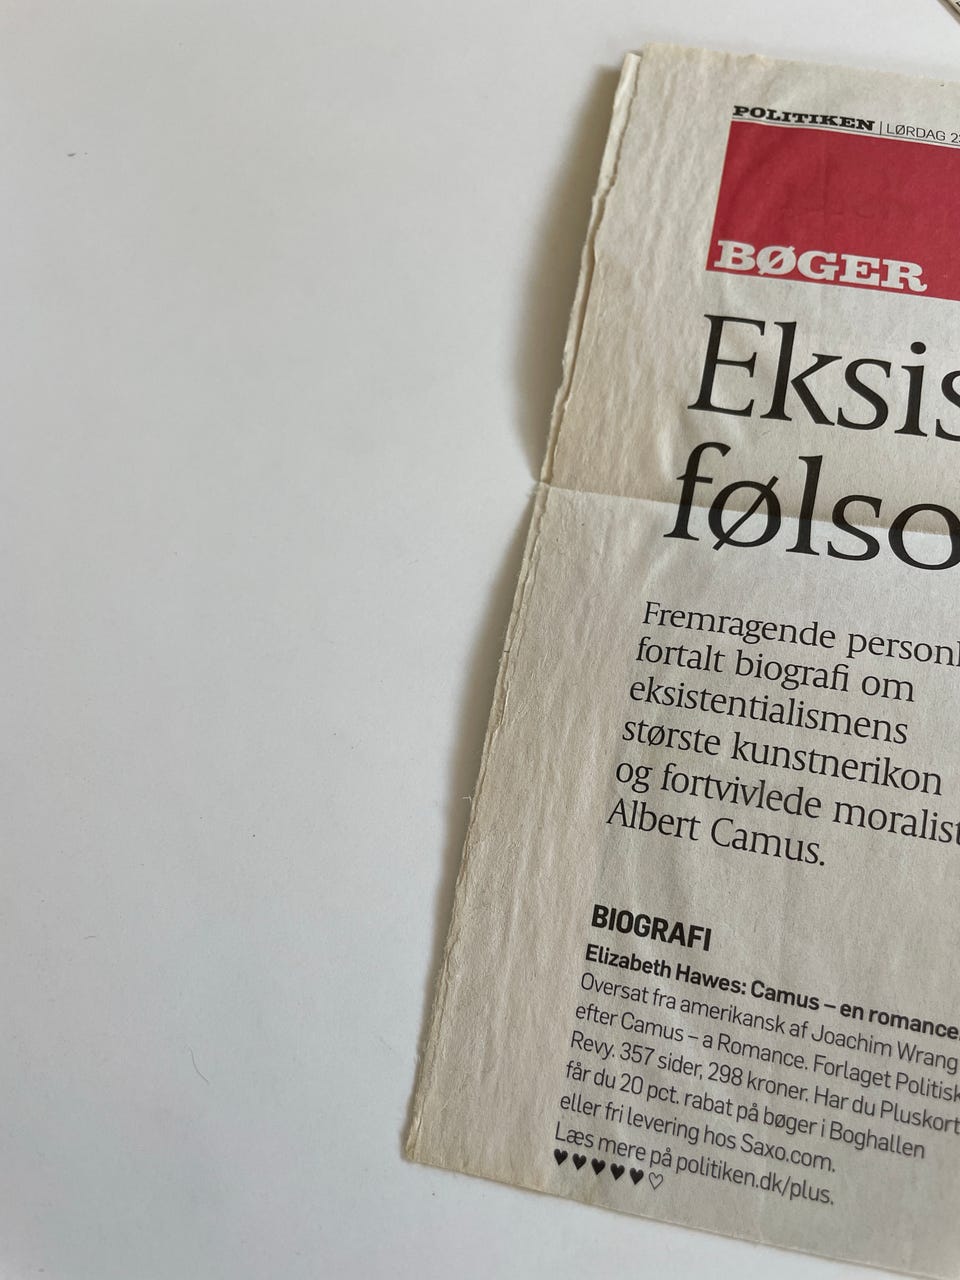 POLITIKEN | LØRDAG 2
BØGER
Eksis
følso
Fremragende personl
fortalt biografi om
eksistentialismens
største kunstnerikon
og fortvivlede moralist
Albert Camus.
BIOGRAFI
Elizabeth Hawes: Camus – en romance.
Oversat fra amerikansk af Joachim Wrang
efter Camus – a Romance. Forlaget Politisk
Revy. 357 sider, 298 kroner. Har du Pluskort
får du 20 pct. rabat på bøger i Boghallen
eller fri levering hos Saxo.com.
Læs mere på politiken.dk/plus.
♥♥♥♥♥♡